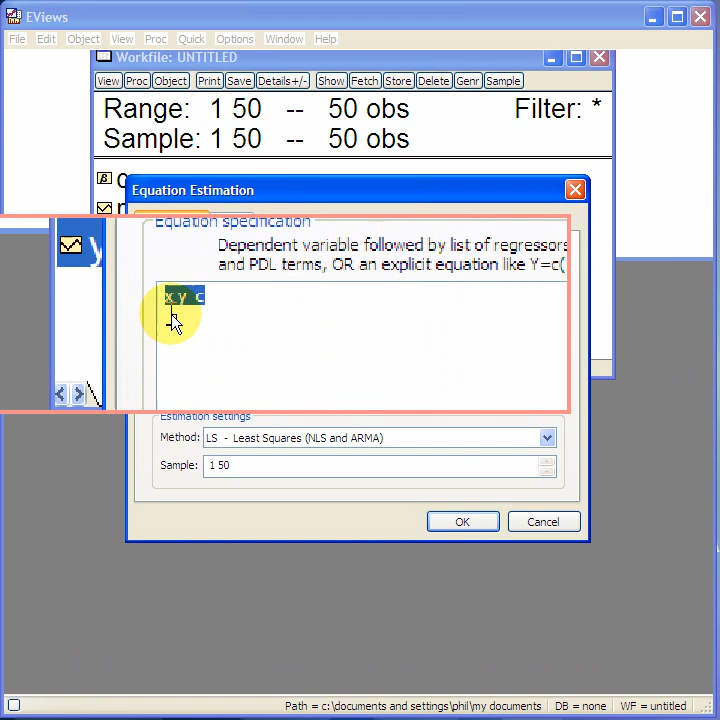 EViews
File Edit Object View Proc Quick Options Window Help
Workfile: UNTITLED
View Proc Object Print Save Details+/- Show Fetch Store Delete Genr Sample
Range: 1 50 -- 50 obs Filter: *
Sample: 1 50 -- 50 obs
β c
Equation Estimation
Equation specification
Dependent variable followed by list of regressors
and PDL terms, OR an explicit equation like Y=c(
y
x y c
Estimation settings
Method: LS - Least Squares (NLS and ARMA)
Sample: 1 50
OK Cancel
Path = c:\documents and settings\phil\my documents DB = none WF = untitled